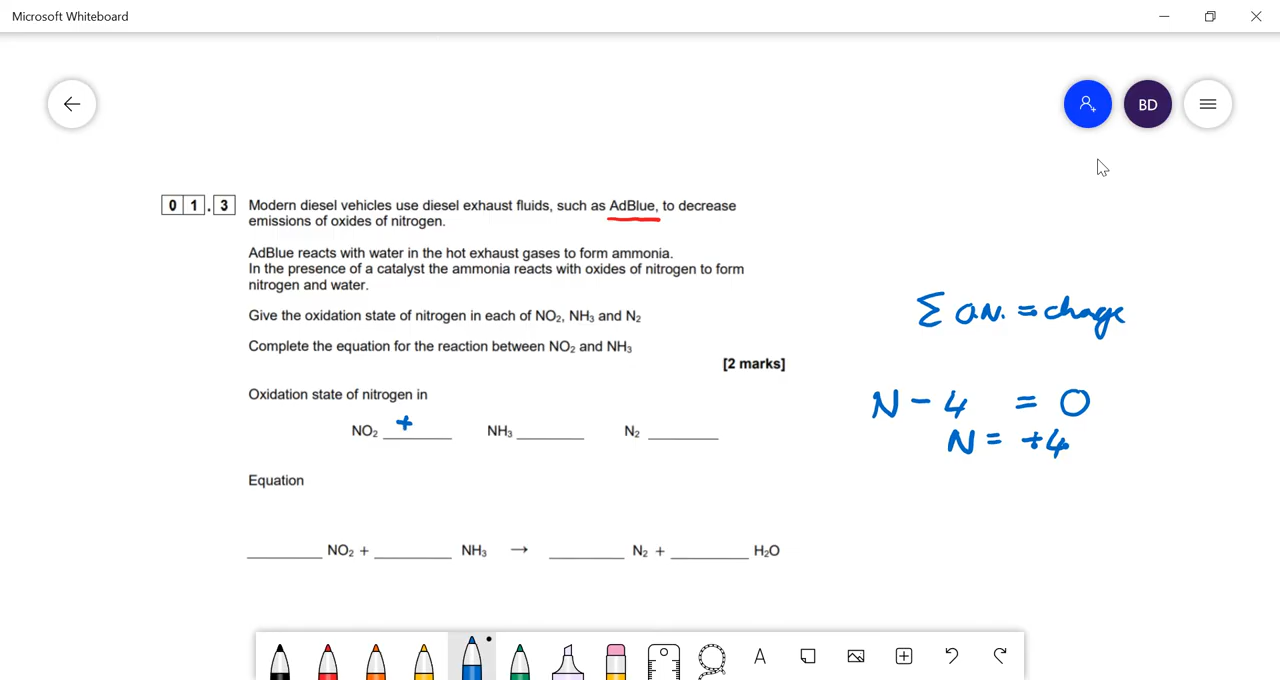 Microsoft Whiteboard
BD
0 1 . 3 Modern diesel vehicles use diesel exhaust fluids, such as AdBlue, to decrease
emissions of oxides of nitrogen.
AdBlue reacts with water in the hot exhaust gases to form ammonia.
In the presence of a catalyst the ammonia reacts with oxides of nitrogen to form
nitrogen and water.
Give the oxidation state of nitrogen in each of NO₂, NH₃ and N₂
Complete the equation for the reaction between NO₂ and NH₃
[2 marks]
Oxidation state of nitrogen in
NO₂ + NH₃ N₂
Equation
NO₂ + NH₃ → N₂ + H₂O
Σ O.N. = charge
N - 4 = 0
N = +4
A